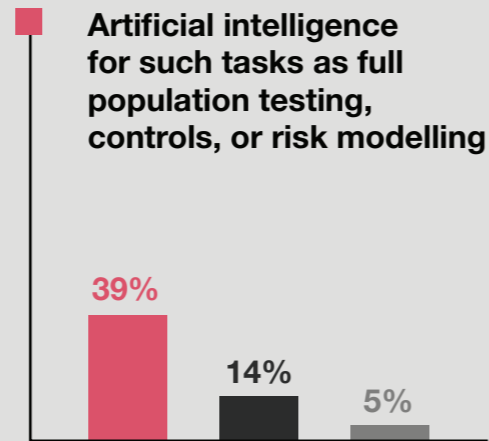 Artificial intelligence
for such tasks as full
population testing,
controls, or risk modelling
39%
14%
5%